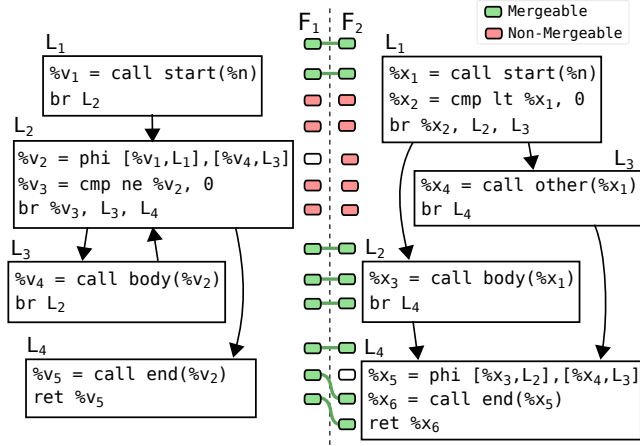 F1 F2
Mergeable
Non-Mergeable
L1
%v1 = call start(%n)
br L2
L2
%v2 = phi [%v1,L1],[%v4,L3]
%v3 = cmp ne %v2, 0
br %v3, L3, L4
L3
%v4 = call body(%v2)
br L2
L4
%v5 = call end(%v2)
ret %v5
L1
%x1 = call start(%n)
%x2 = cmp lt %x1, 0
br %x2, L2, L3
L3
%x4 = call other(%x1)
br L4
L2
%x3 = call body(%x1)
br L4
L4
%x5 = phi [%x3,L2],[%x4,L3]
%x6 = call end(%x5)
ret %x6